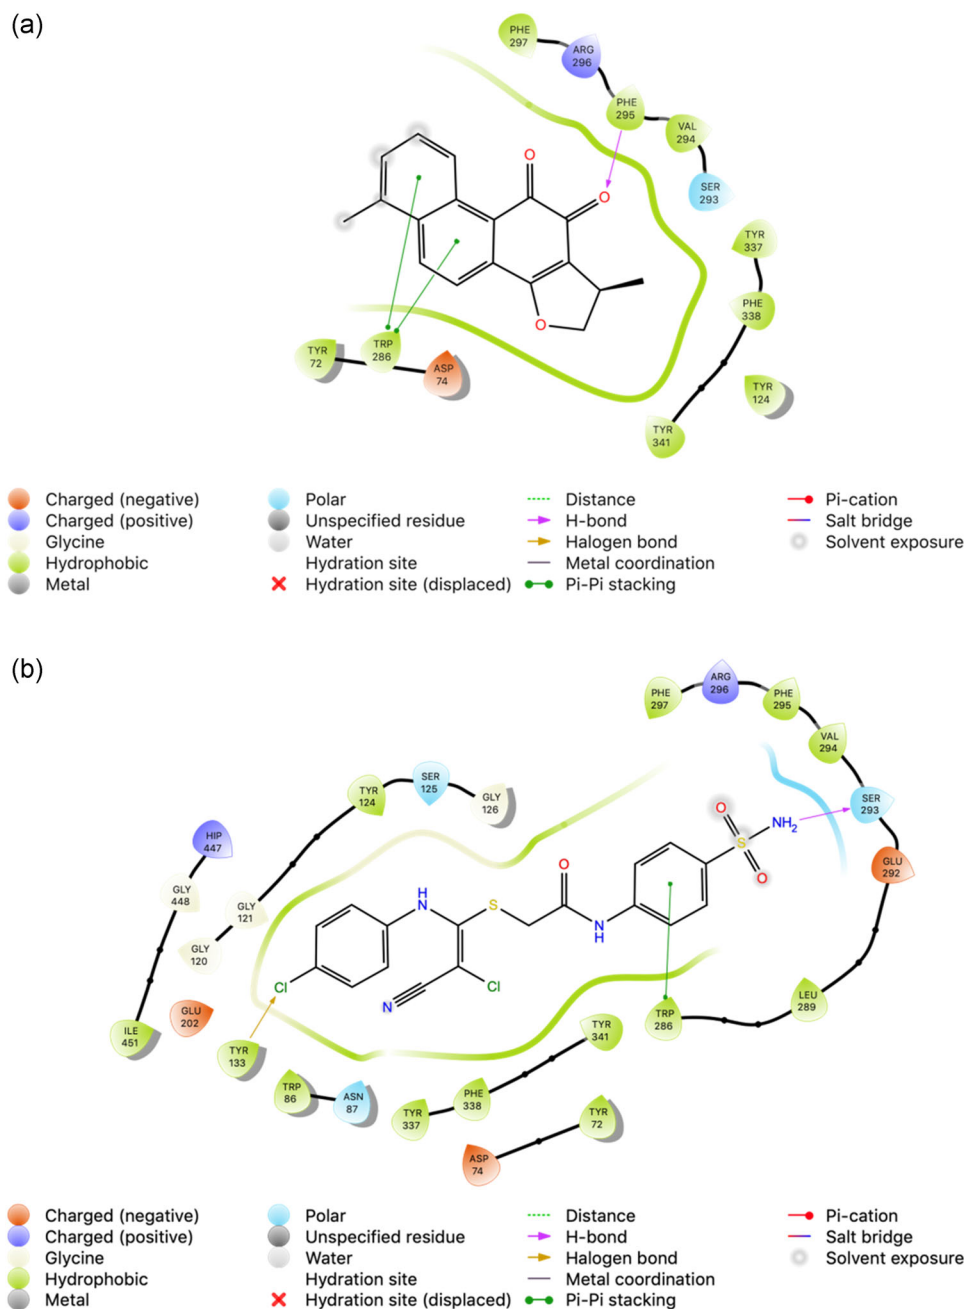 (a)
PHE
297
ARG
296
PHE
295
VAL
294
SER
293
O
O
TYR
337
PHE
338
O
TYR
72
TRP
286
ASP
74
TYR
124
TYR
341
Charged (negative)
Charged (positive)
Glycine
Hydrophobic
Metal
Polar
Unspecified residue
Water
Hydration site
Hydration site (displaced)
Distance
H-bond
Halogen bond
Metal coordination
Pi-Pi stacking
Pi-cation
Salt bridge
Solvent exposure
(b)
PHE
297
ARG
296
PHE
295
VAL
294
SER
293
GLU
292
TYR
124
SER
125
GLY
126
HIP
447
GLY
448
GLY
121
GLY
120
O
S
NH2
O
O
H
N
S
N
H
Cl
Cl
N
GLU
202
ILE
451
TYR
133
TRP
86
ASN
87
TYR
337
PHE
338
TYR
341
TRP
286
LEU
289
TYR
72
ASP
74
Charged (negative)
Charged (positive)
Glycine
Hydrophobic
Metal
Polar
Unspecified residue
Water
Hydration site
Hydration site (displaced)
Distance
H-bond
Halogen bond
Metal coordination
Pi-Pi stacking
Pi-cation
Salt bridge
Solvent exposure